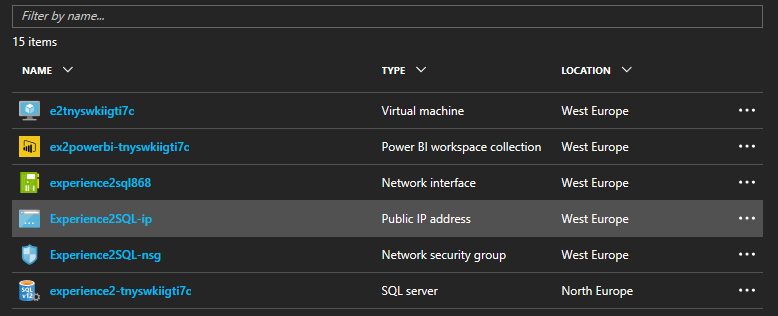 Filter by name...
15 items
NAME TYPE LOCATION
e2tnyswkiigti7c Virtual machine West Europe
ex2powerbi-tnyswkiigti7c Power BI workspace collection West Europe
experience2sql868 Network interface West Europe
Experience2SQL-ip Public IP address West Europe
Experience2SQL-nsg Network security group West Europe
SQL v12 experience2-tnyswkiigti7c SQL server North Europe